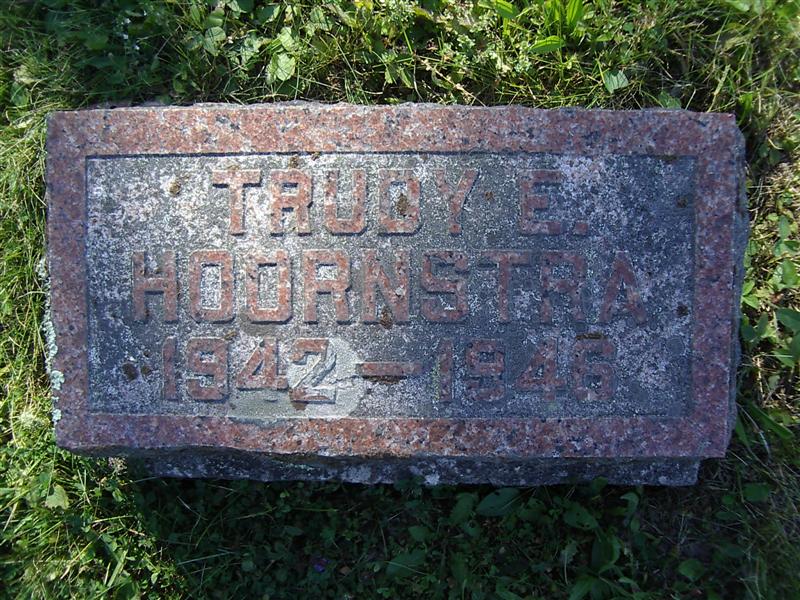 TRUDY E.
HOORNSTRA
1942 — 1946